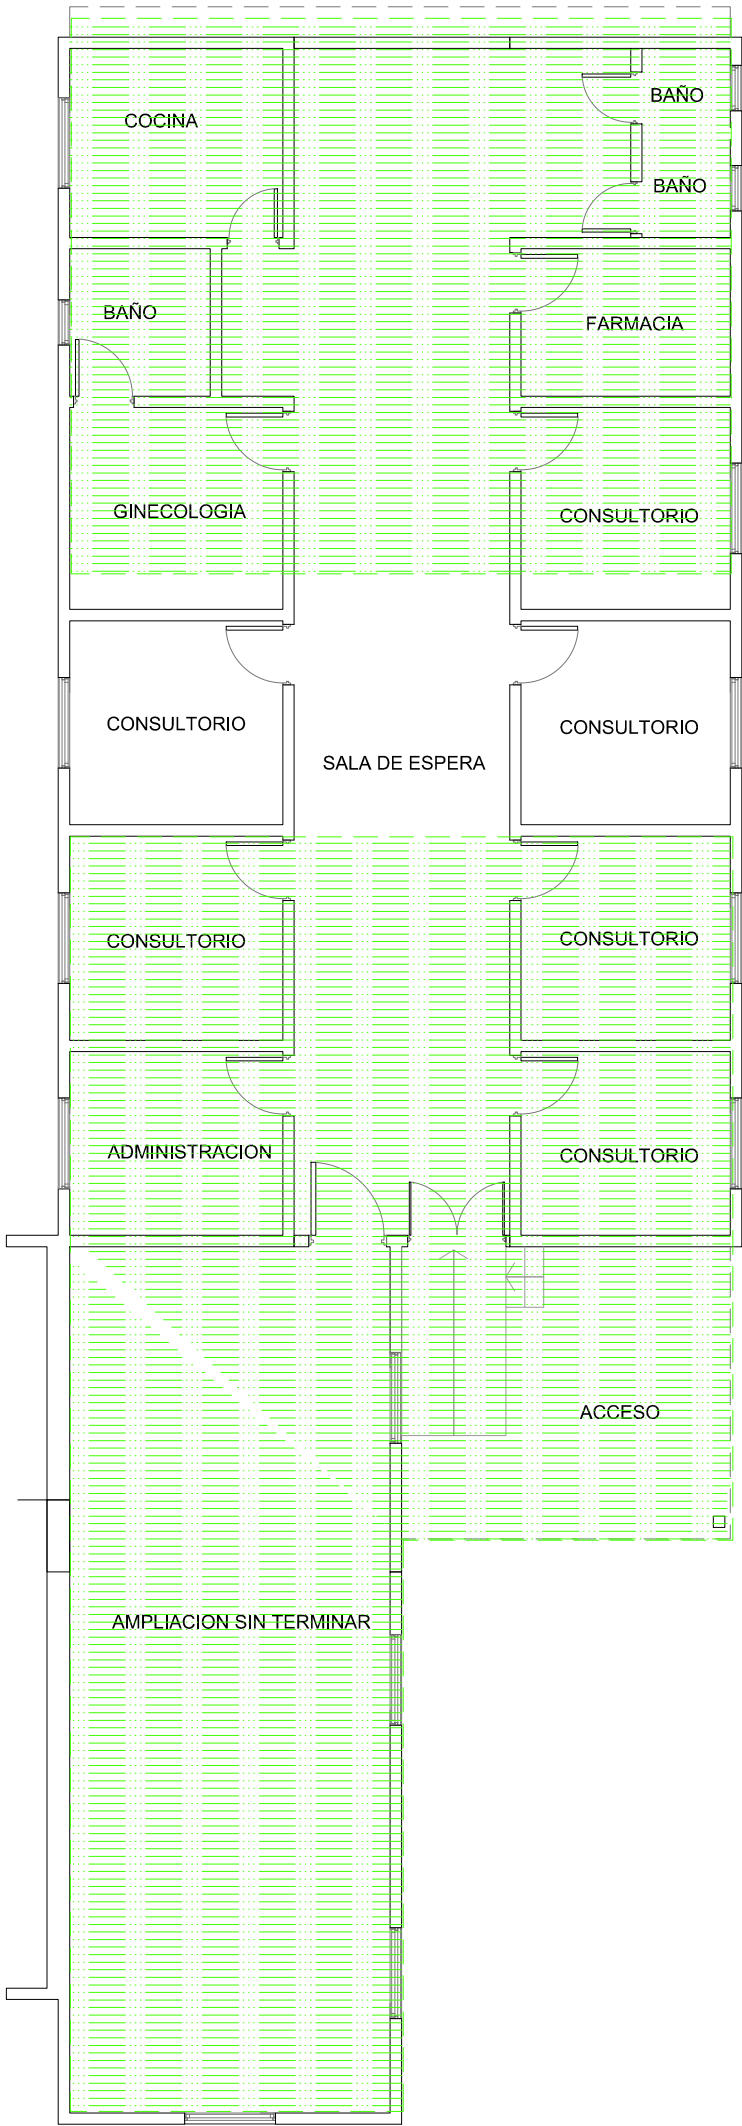 COCINA
BAÑO
BAÑO
BAÑO
FARMACIA
GINECOLOGIA
CONSULTORIO
CONSULTORIO
CONSULTORIO
SALA DE ESPERA
CONSULTORIO
CONSULTORIO
ADMINISTRACION
CONSULTORIO
ACCESO
AMPLIACION SIN TERMINAR